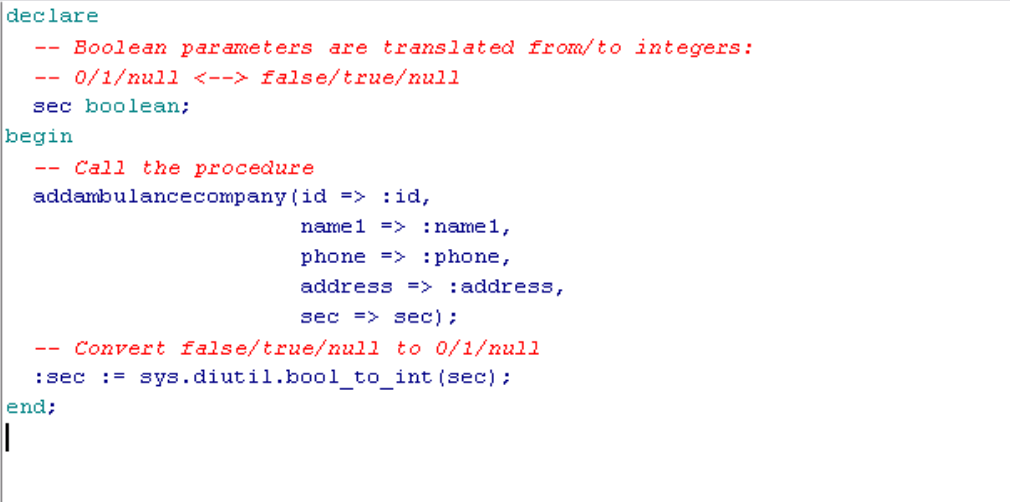 declare
-- Boolean parameters are translated from/to integers:
-- 0/1/null <--> false/true/null
sec boolean;
begin
-- Call the procedure
addambulancecompany(id => :id,
name1 => :name1,
phone => :phone,
address => :address,
sec => sec);
-- Convert false/true/null to 0/1/null
:sec := sys.diutil.bool_to_int(sec);
end;